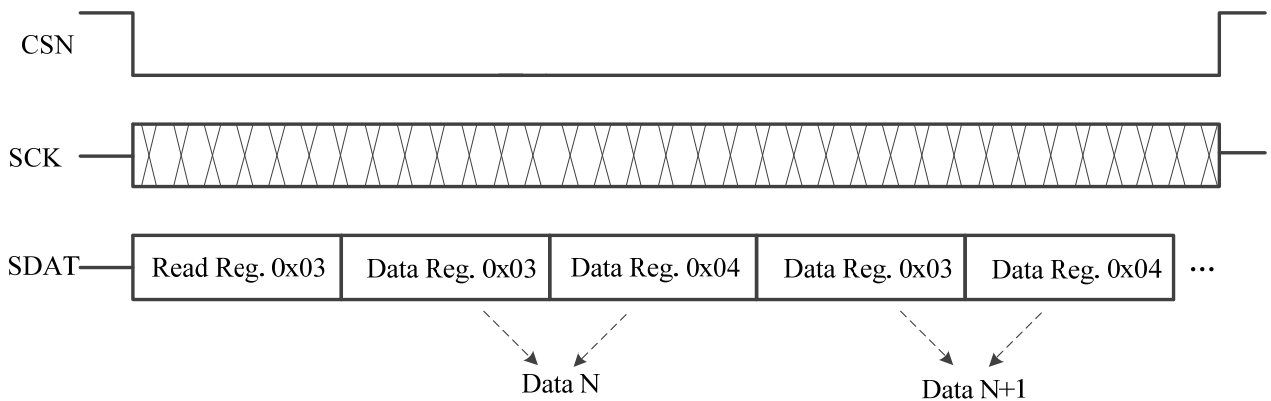 CSN
SCK
SDAT
Read Reg. 0x03 Data Reg. 0x03 Data Reg. 0x04 Data Reg. 0x03 Data Reg. 0x04 ...
Data N
Data N+1